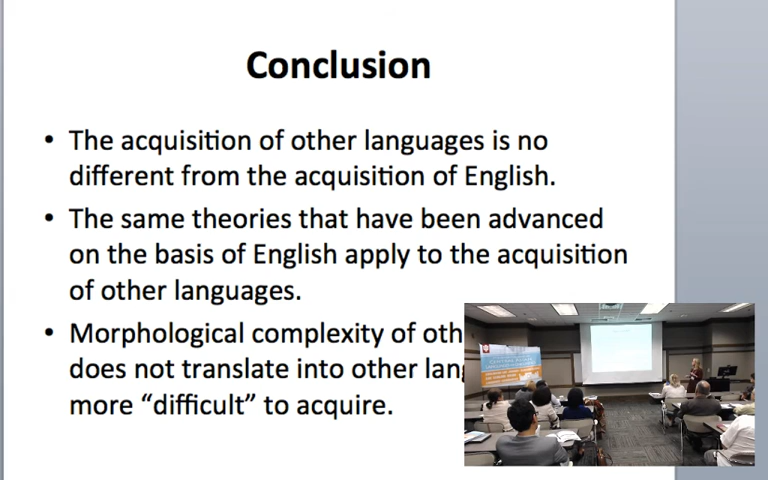 Conclusion
• The acquisition of other languages is no
different from the acquisition of English.
• The same theories that have been advanced
on the basis of English apply to the acquisition
of other languages.
• Morphological complexity of
does not translate into other
more “difficult” to acquire.